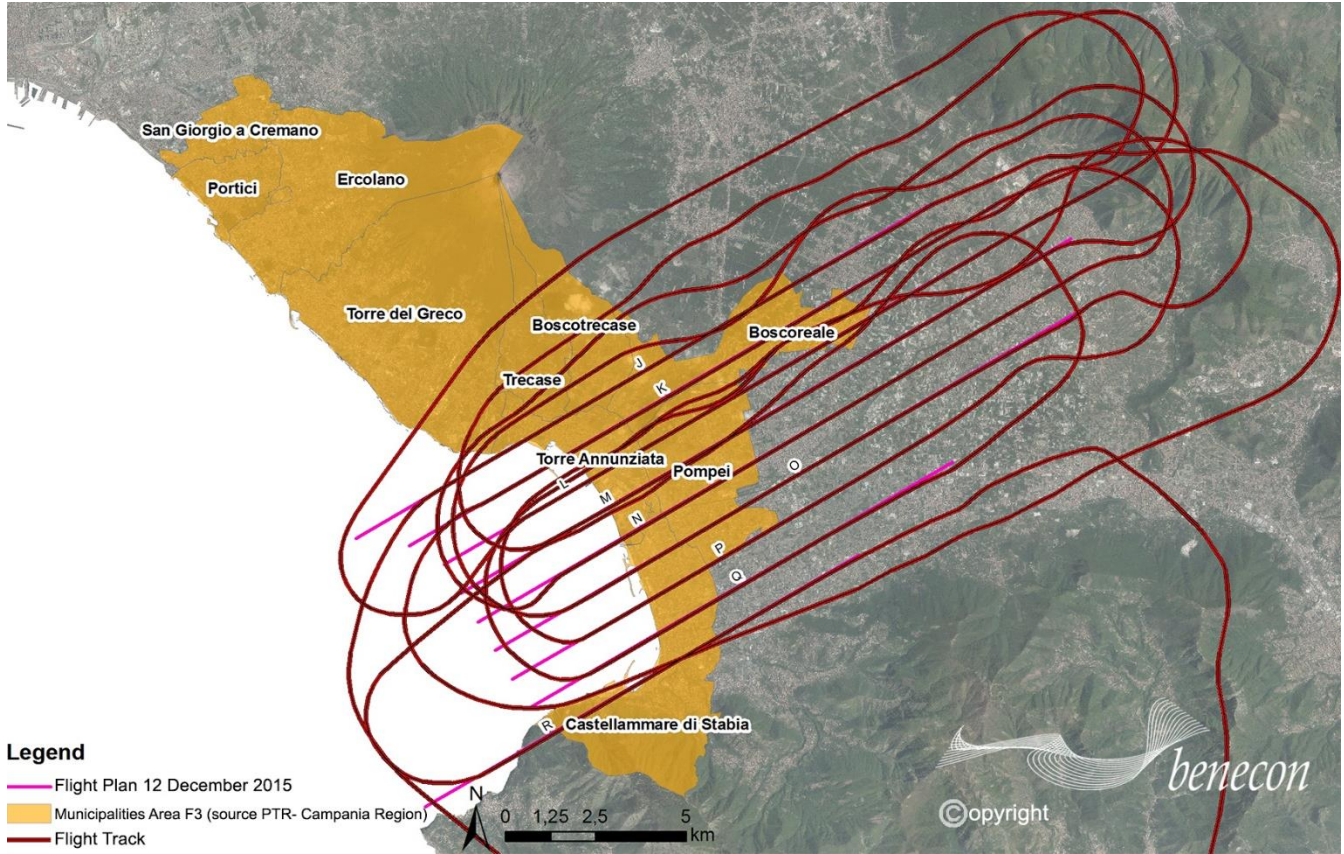 San Giorgio a Cremano
Portici
Ercolano
Torre del Greco
Boscotrecase
Boscoreale
J
K
Trecase
Torre Annunziata
Pompei
O
L
M
N
P
Q
R
Castellammare di Stabia
Legend
Flight Plan 12 December 2015
Municipalities Area F3 (source PTR- Campania Region)
Flight Track
N
0 1,25 2,5 5
km
benecon
©opyright